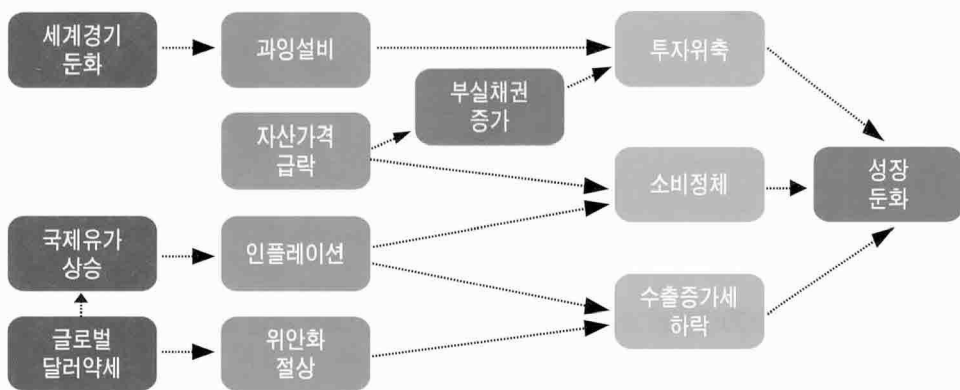 세계경기
둔화
과잉설비
투자위축
부실채권
증가
자산가격
급락
소비정체
성장
둔화
국제유가
상승
인플레이션
수출증가세
하락
글로벌
달러약세
위안화
절상